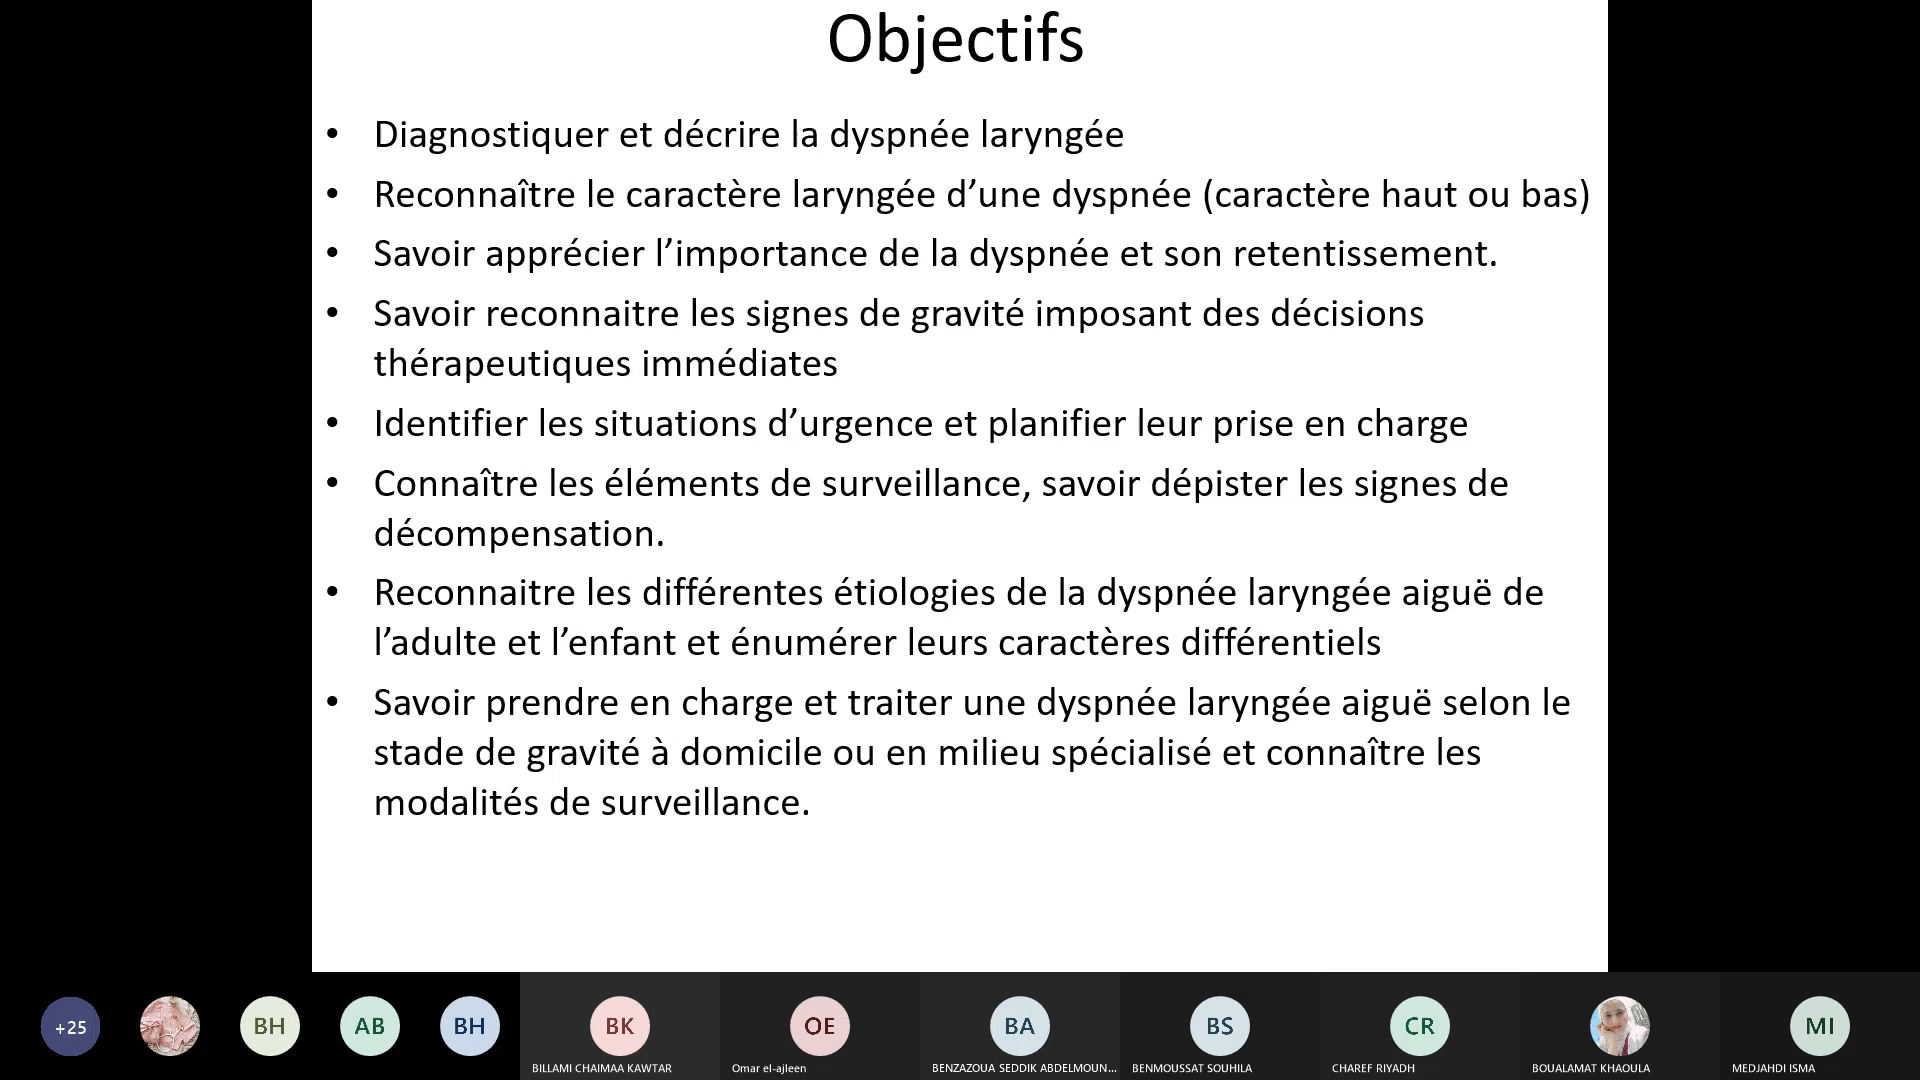 Objectifs
• Diagnostiquer et décrire la dyspnée laryngée
• Reconnaître le caractère laryngée d’une dyspnée (caractère haut ou bas)
• Savoir apprécier l’importance de la dyspnée et son retentissement.
• Savoir reconnaitre les signes de gravité imposant des décisions
thérapeutiques immédiates
• Identifier les situations d’urgence et planifier leur prise en charge
• Connaître les éléments de surveillance, savoir dépister les signes de
décompensation.
• Reconnaitre les différentes étiologies de la dyspnée laryngée aiguë de
l’adulte et l’enfant et énumérer leurs caractères différentiels
• Savoir prendre en charge et traiter une dyspnée laryngée aiguë selon le
stade de gravité à domicile ou en milieu spécialisé et connaître les
modalités de surveillance.
+25 BH AB BH BK OE BA BS CR MI
BILLAMI CHAIMAA KAWTAR Omar el-ajleen BENZAZOUA SEDDIK ABDELMOUN... BENMOUSSAT SOUHILA CHAREF RIYADH BOUALAMAT KHAOULA MEDJAHDI ISMA